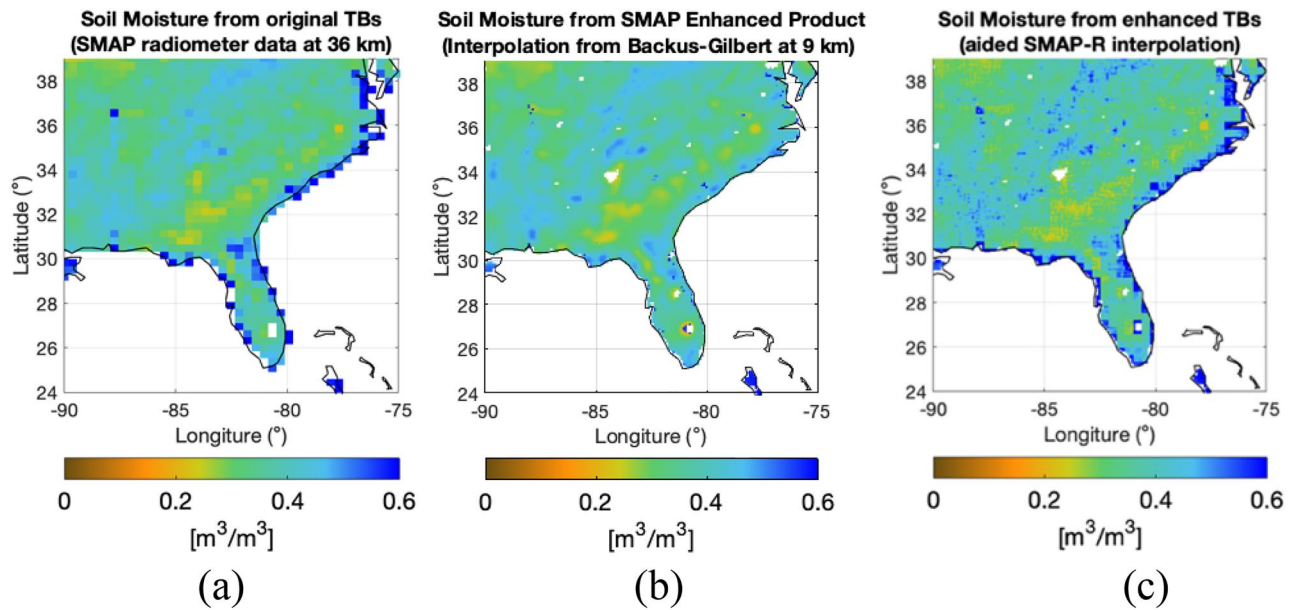 Soil Moisture from original TBs
(SMAP radiometer data at 36 km)
38
36
34
32
30
28
26
24
Latitude (°)
-90
-85
-80
-75
Longiture (°)
0
0.2
0.4
0.6
[m³/m³]
(a)
Soil Moisture from SMAP Enhanced Product
(Interpolation from Backus-Gilbert at 9 km)
38
36
34
32
30
28
26
24
Latitude (°)
-90
-85
-80
-75
Longiture (°)
0
0.2
0.4
0.6
[m³/m³]
(b)
Soil Moisture from enhanced TBs
(aided SMAP-R interpolation)
38
36
34
32
30
28
26
24
Latitude (°)
-90
-85
-80
-75
Longiture (°)
0
0.2
0.4
0.6
[m³/m³]
(c)